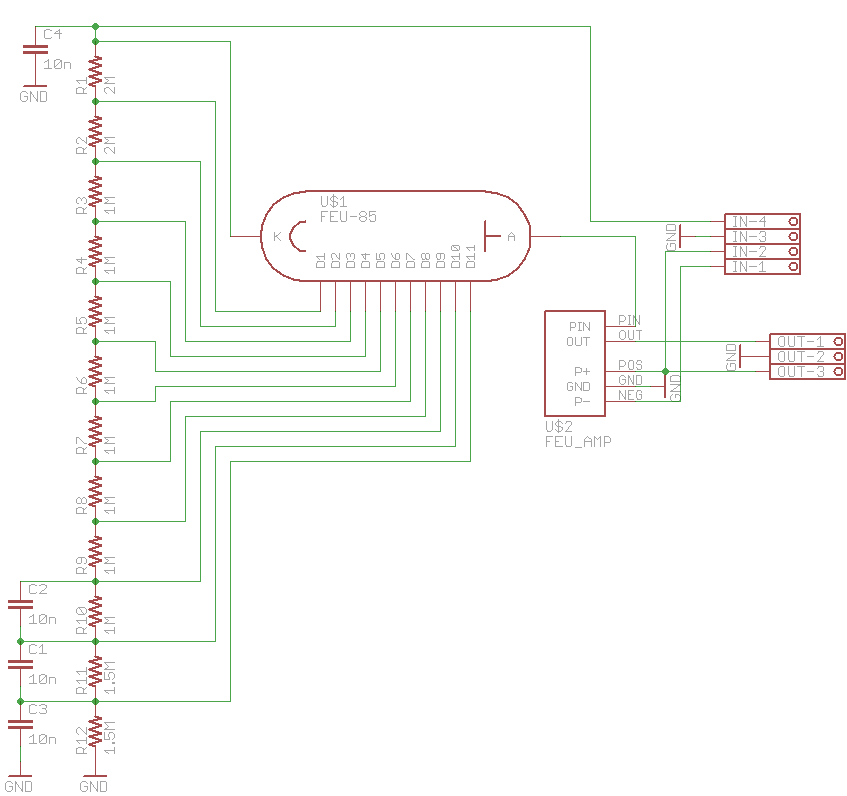 C4
10n
GND
R1
2M
R2
2M
R3
1M
R4
1M
R5
1M
R6
1M
R7
1M
R8
1M
R9
1M
C2
10n
R10
1M
C1
10n
R11
1.5M
C3
10n
R12
1.5M
GND
GND
U$1
FEU-85
K
A
D1
D2
D3
D4
D5
D6
D7
D8
D9
D10
D11
GND
IN-4
IN-3
IN-2
IN-1
PIN
PIN
OUT
OUT
P+
POS
GND
GND
P-
NEG
GND
U$2
FEU_AMP
GND
OUT-1
OUT-2
OUT-3